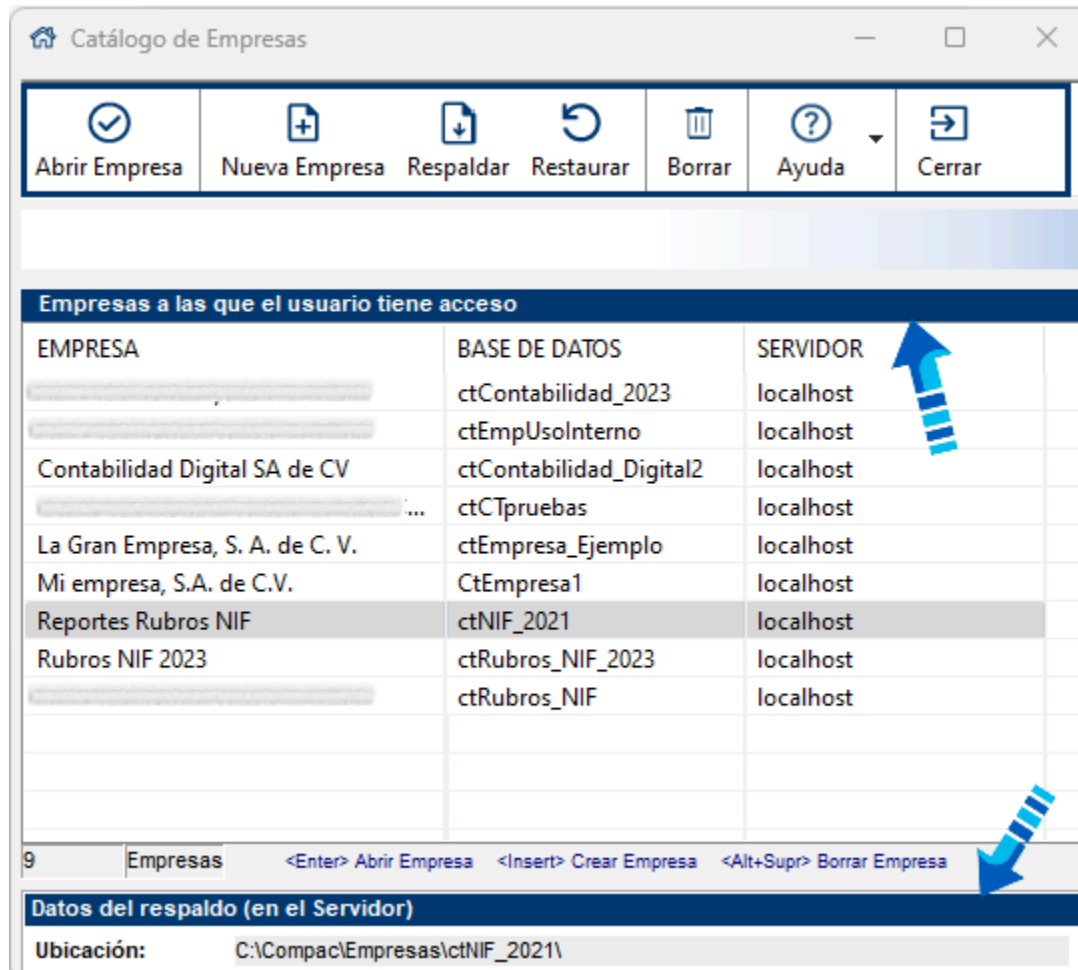 Catálogo de Empresas
Abrir Empresa Nueva Empresa Respaldar Restaurar Borrar Ayuda Cerrar
Empresas a las que el usuario tiene acceso
EMPRESA BASE DE DATOS SERVIDOR
ctContabilidad_2023 localhost
ctEmpUsoInterno localhost
Contabilidad Digital SA de CV ctContabilidad_Digital2 localhost
... ctCTpruebas localhost
La Gran Empresa, S. A. de C. V. ctEmpresa_Ejemplo localhost
Mi empresa, S.A. de C.V. CtEmpresa1 localhost
Reportes Rubros NIF ctNIF_2021 localhost
Rubros NIF 2023 ctRubros_NIF_2023 localhost
ctRubros_NIF localhost
9 Empresas <Enter> Abrir Empresa <Insert> Crear Empresa <Alt+Supr> Borrar Empresa
Datos del respaldo (en el Servidor)
Ubicación: C:\Compac\Empresas\ctNIF_2021\